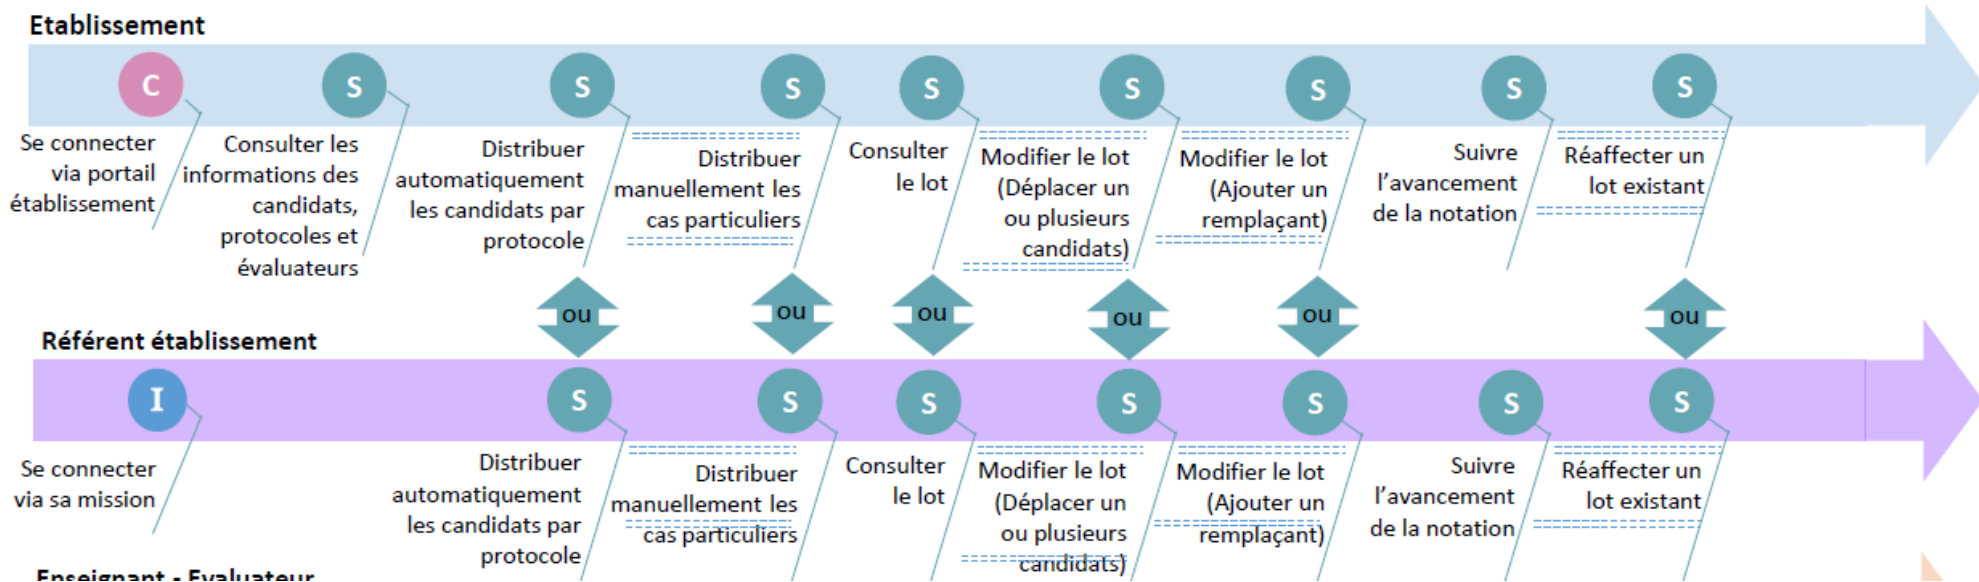 Etablissement
C S S S S S S S S
Se connecter
via portail
établissement
Consulter les
informations des
candidats,
protocoles et
évaluateurs
Distribuer
automatiquement
les candidats par
protocole
Distribuer
manuellement les
cas particuliers
Consulter
le lot
Modifier le lot
(Déplacer un
ou plusieurs
candidats)
Modifier le lot
(Ajouter un
remplaçant)
Suivre
l’avancement
de la notation
Réaffecter un
lot existant
ou ou ou ou ou ou
Référent établissement
I S S S S S S S
Se connecter
via sa mission
Distribuer
automatiquement
les candidats par
protocole
Distribuer
manuellement les
cas particuliers
Consulter
le lot
Modifier le lot
(Déplacer un
ou plusieurs
candidats)
Modifier le lot
(Ajouter un
remplaçant)
Suivre
l’avancement
de la notation
Réaffecter un
lot existant
Enseignant - Evaluateur